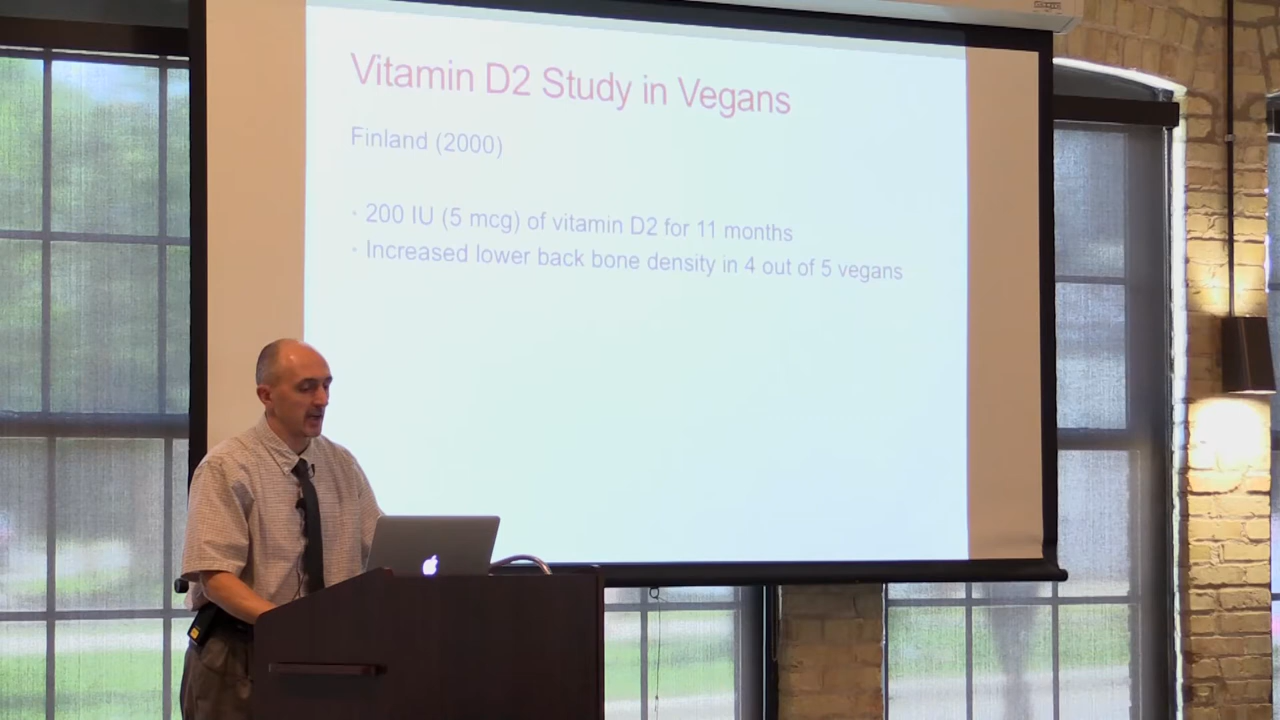 Vitamin D2 Study in Vegans
Finland (2000)
• 200 IU (5 mcg) of vitamin D2 for 11 months
• Increased lower back bone density in 4 out of 5 vegans